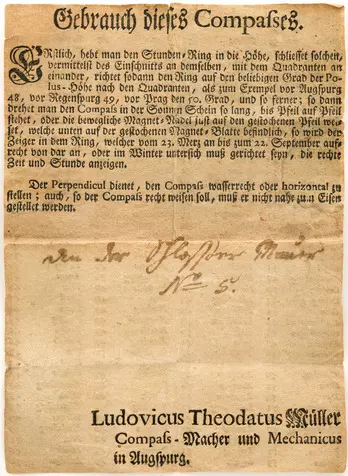 Gebrauch dieses Compasses.
ERstlich, hebt man den Stunden-Ring in die Höhe, schliesset solchen,
vermittelst des Einschnitts an demselben, mit dem Quadranten an
einander, richtet sodann den Ring auf den beliebigen Grad der Po-
lus-Höhe nach den Quadranten, als zum Exempel vor Augspurg
48, vor Regenspurg 49, vor Prag den 50. Grad, und so ferner; so dann
drehet man den Compaß in der Sonnen Schein so lang, bis Pfeil auf Pfeil
stehet, oder die bewegliche Magnet-Nadel just auf den gestochenen Pfeil wei-
set, welche unten auf der gestochenen Magnet-Blatte befindlich, so wird der
Zeiger in dem Ring, welcher vom 23. Merz an bis zum 22. September auf-
recht von dar an, oder im Winter untersich muß gerichtet seyn, die rechte
Zeit und Stunde anzeigen.
Der Perpendicul dienet, den Compaß wasserrecht oder horizontal zu
stellen; auch, so der Compaß recht weisen soll, muß er nicht nahe zum Eisen
gestellet werden.
den der Schlosser Mauer
No 5.
Ludovicus Theodatus Müller
Compaß-Macher und Mechanicus
in Augspurg.